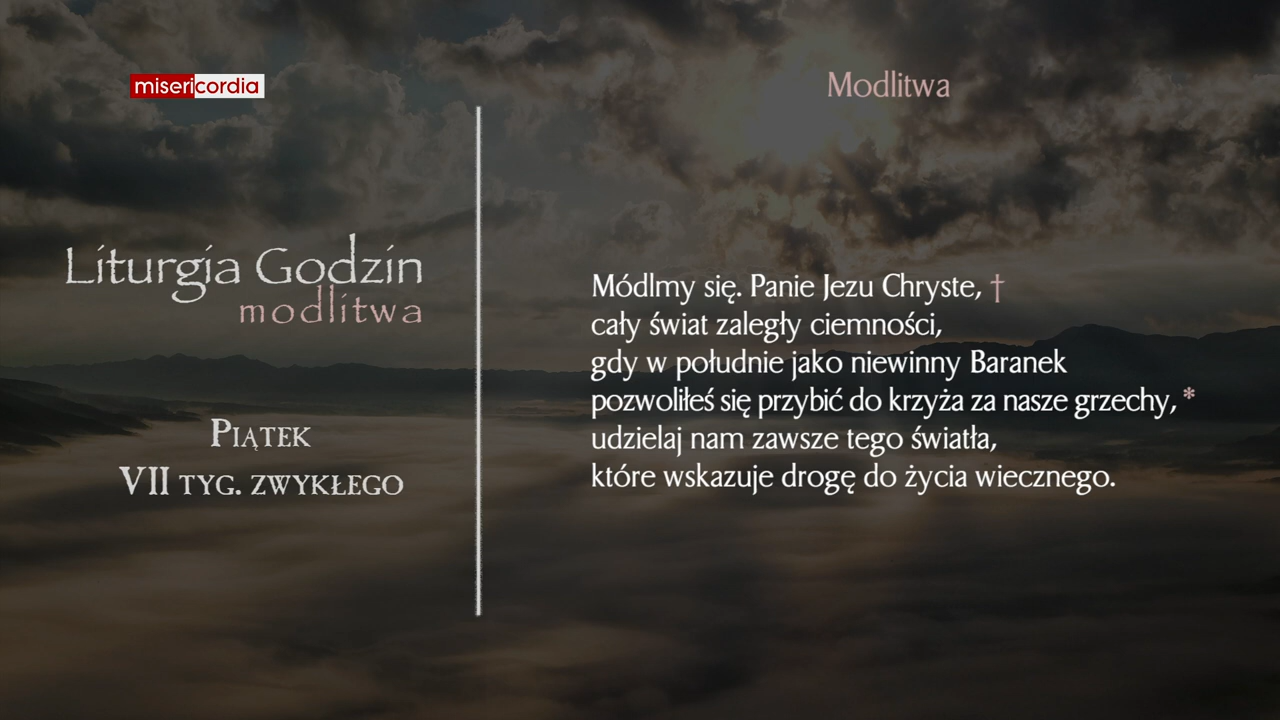 misericordia
Liturgia Godzin
modlitwa
Piątek
VII tyg. zwykłego
Modlitwa
Módlmy się. Panie Jezu Chryste, †
cały świat zaległy ciemności,
gdy w południe jako niewinny Baranek
pozwoliłeś się przybić do krzyża za nasze grzechy, *
udzielaj nam zawsze tego światła,
które wskazuje drogę do życia wiecznego.